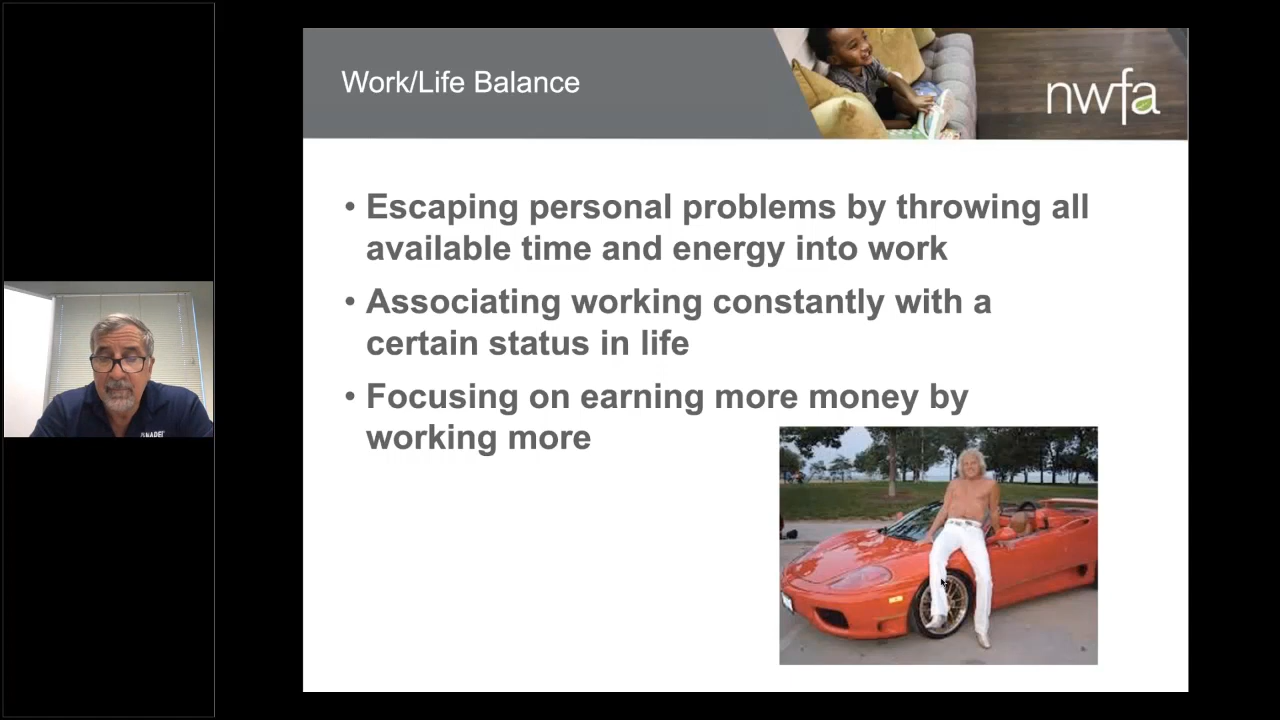 Work/Life Balance
nwfa
• Escaping personal problems by throwing all
available time and energy into work
• Associating working constantly with a
certain status in life
• Focusing on earning more money by
working more